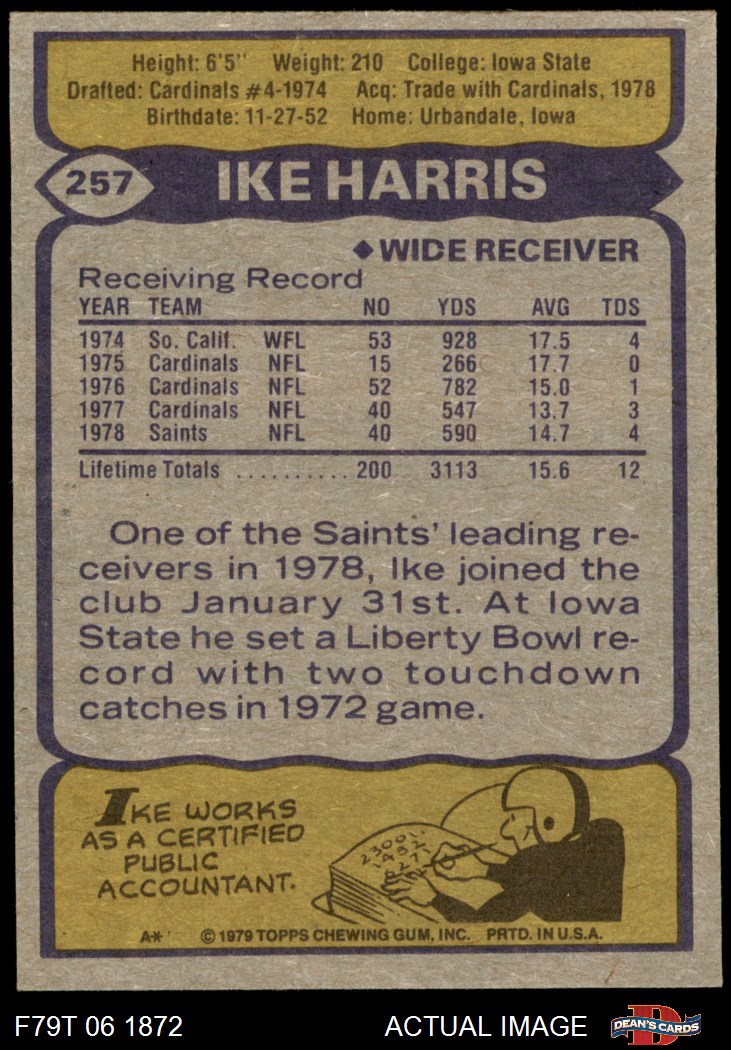 Height: 6'5" Weight: 210 College: Iowa State
Drafted: Cardinals #4-1974 Acq: Trade with Cardinals, 1978
Birthdate: 11-27-52 Home: Urbandale, Iowa
257 IKE HARRIS
◆WIDE RECEIVER
Receiving Record
YEAR TEAM NO YDS AVG TDS
1974 So. Calif. WFL 53 928 17.5 4
1975 Cardinals NFL 15 266 17.7 0
1976 Cardinals NFL 52 782 15.0 1
1977 Cardinals NFL 40 547 13.7 3
1978 Saints NFL 40 590 14.7 4
Lifetime Totals .......... 200 3113 15.6 12
One of the Saints' leading re-
ceivers in 1978, Ike joined the
club January 31st. At Iowa
State he set a Liberty Bowl re-
cord with two touchdown
catches in 1972 game.
IKE WORKS
AS A CERTIFIED
PUBLIC
ACCOUNTANT.
A* © 1979 TOPPS CHEWING GUM, INC. PRTD. IN U.S.A.
F79T 06 1872 ACTUAL IMAGE DEAN'S CARDS